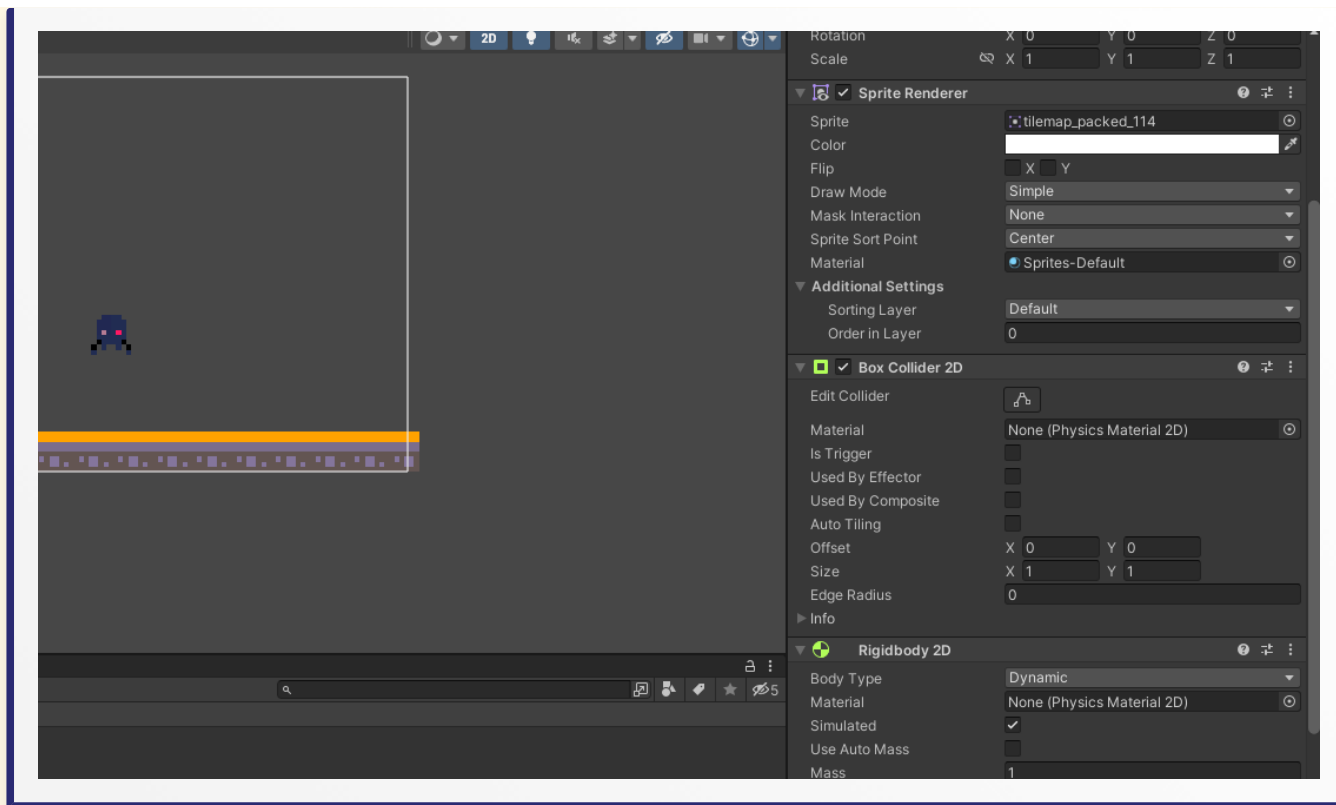 2D
Rotation X 0 Y 0 Z 0
Scale X 1 Y 1 Z 1
Sprite Renderer
Sprite tilemap_packed_114
Color
Flip X Y
Draw Mode Simple
Mask Interaction None
Sprite Sort Point Center
Material Sprites-Default
Additional Settings
Sorting Layer Default
Order in Layer 0
Box Collider 2D
Edit Collider
Material None (Physics Material 2D)
Is Trigger
Used By Effector
Used By Composite
Auto Tiling
Offset X 0 Y 0
Size X 1 Y 1
Edge Radius 0
Info
Rigidbody 2D
Body Type Dynamic
5
Material None (Physics Material 2D)
Simulated
Use Auto Mass
Mass 1